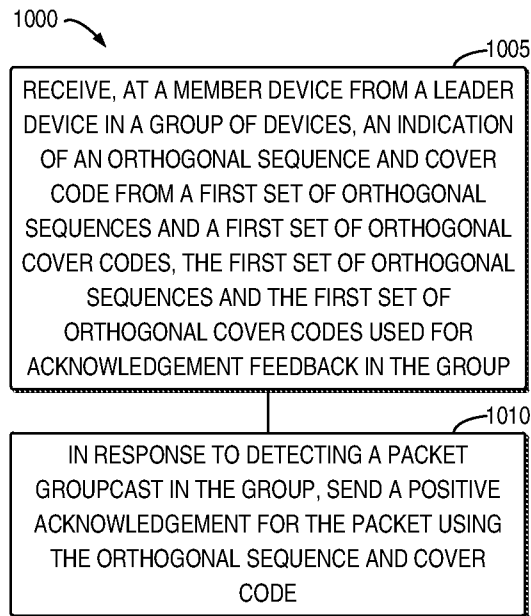 1000
1005
RECEIVE, AT A MEMBER DEVICE FROM A LEADER
DEVICE IN A GROUP OF DEVICES, AN INDICATION
OF AN ORTHOGONAL SEQUENCE AND COVER
CODE FROM A FIRST SET OF ORTHOGONAL
SEQUENCES AND A FIRST SET OF ORTHOGONAL
COVER CODES, THE FIRST SET OF ORTHOGONAL
SEQUENCES AND THE FIRST SET OF
ORTHOGONAL COVER CODES USED FOR
ACKNOWLEDGEMENT FEEDBACK IN THE GROUP
1010
IN RESPONSE TO DETECTING A PACKET
GROUPCAST IN THE GROUP, SEND A POSITIVE
ACKNOWLEDGEMENT FOR THE PACKET USING
THE ORTHOGONAL SEQUENCE AND COVER
CODE